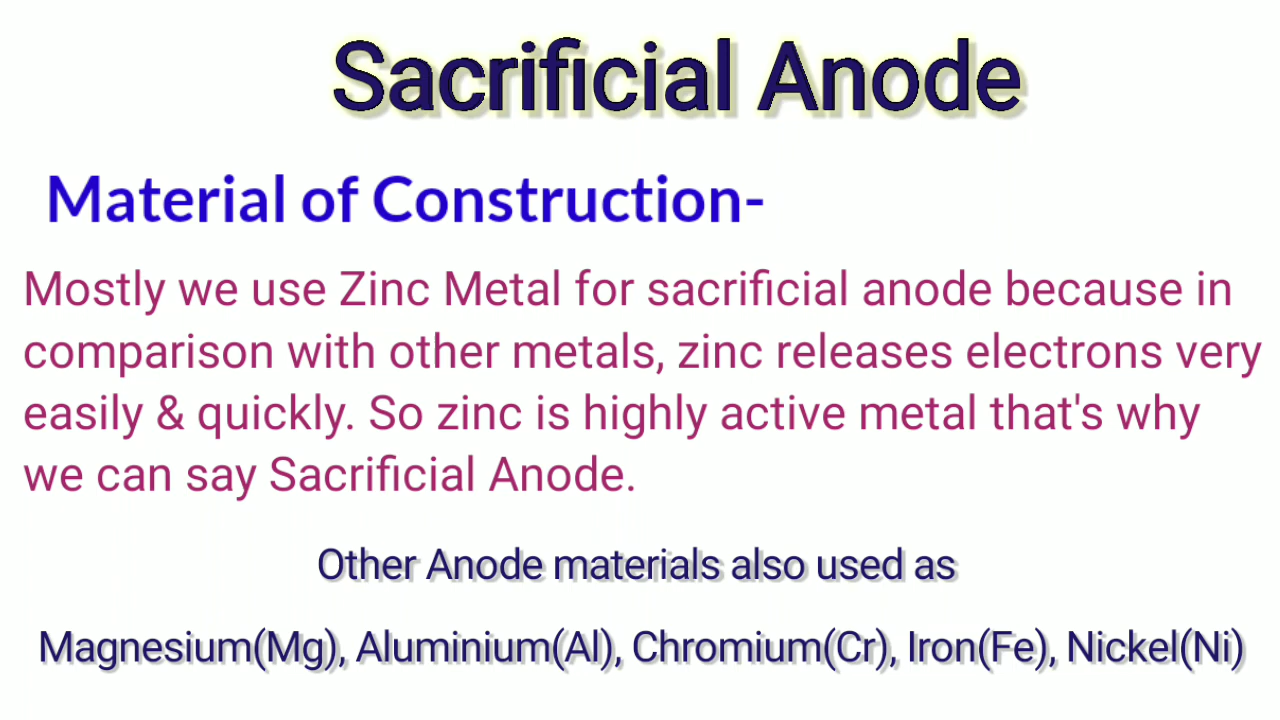 Sacrificial Anode
Material of Construction-
Mostly we use Zinc Metal for sacrificial anode because in
comparison with other metals, zinc releases electrons very
easily & quickly. So zinc is highly active metal that's why
we can say Sacrificial Anode.
Other Anode materials also used as
Magnesium(Mg), Aluminium(Al), Chromium(Cr), Iron(Fe), Nickel(Ni)